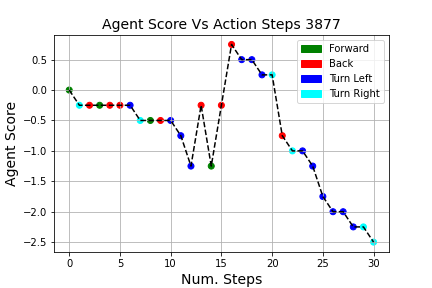 Agent Score Vs Action Steps 3877
Forward
Back
Turn Left
Turn Right
0.5
0.0
−0.5
−1.0
−1.5
−2.0
−2.5
Agent Score
0 5 10 15 20 25 30
Num. Steps